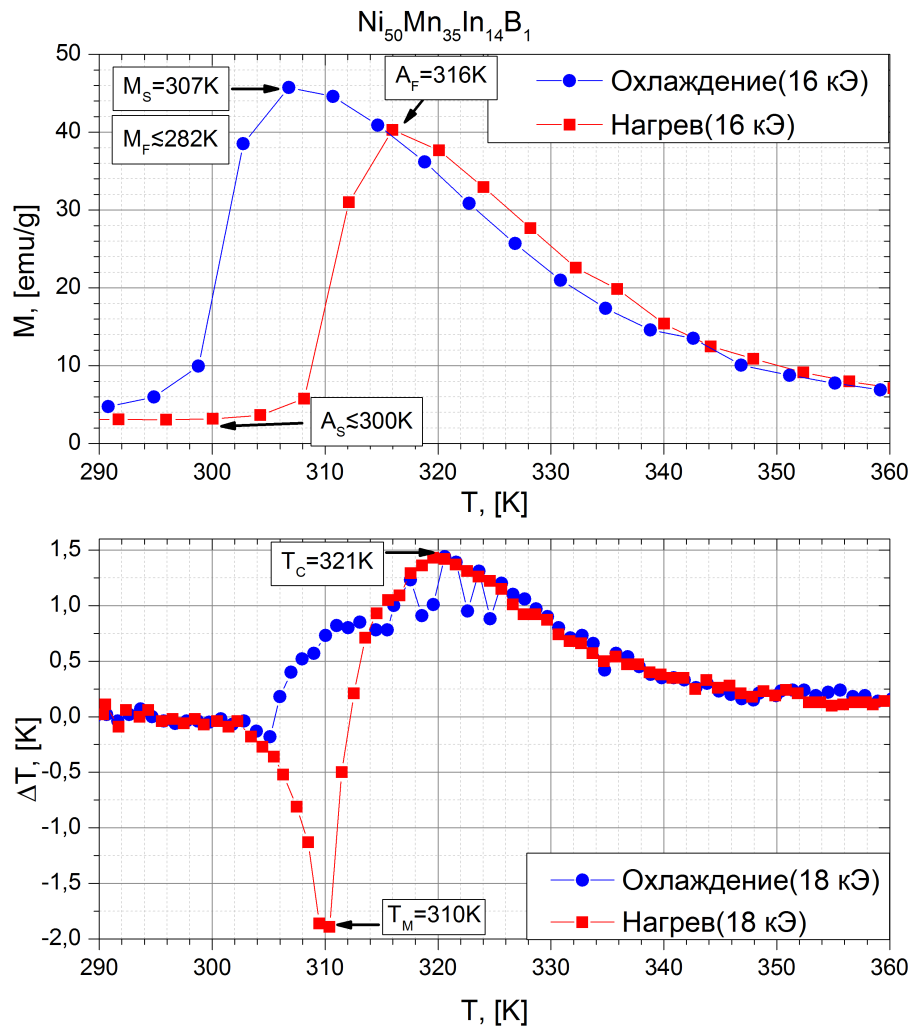 Ni50Mn35In14B1
50
40
30
20
10
0
M, [emu/g]
MS=307K
MF≲282K
AF=316K
AS≲300K
Охлаждение(16 кЭ)
Нагрев(16 кЭ)
290 300 310 320 330 340 350 360
T, [K]
1,5
1,0
0,5
0,0
-0,5
-1,0
-1,5
-2,0
ΔT, [K]
TC=321K
TM=310K
Охлаждение(18 кЭ)
Нагрев(18 кЭ)
290 300 310 320 330 340 350 360
T, [K]